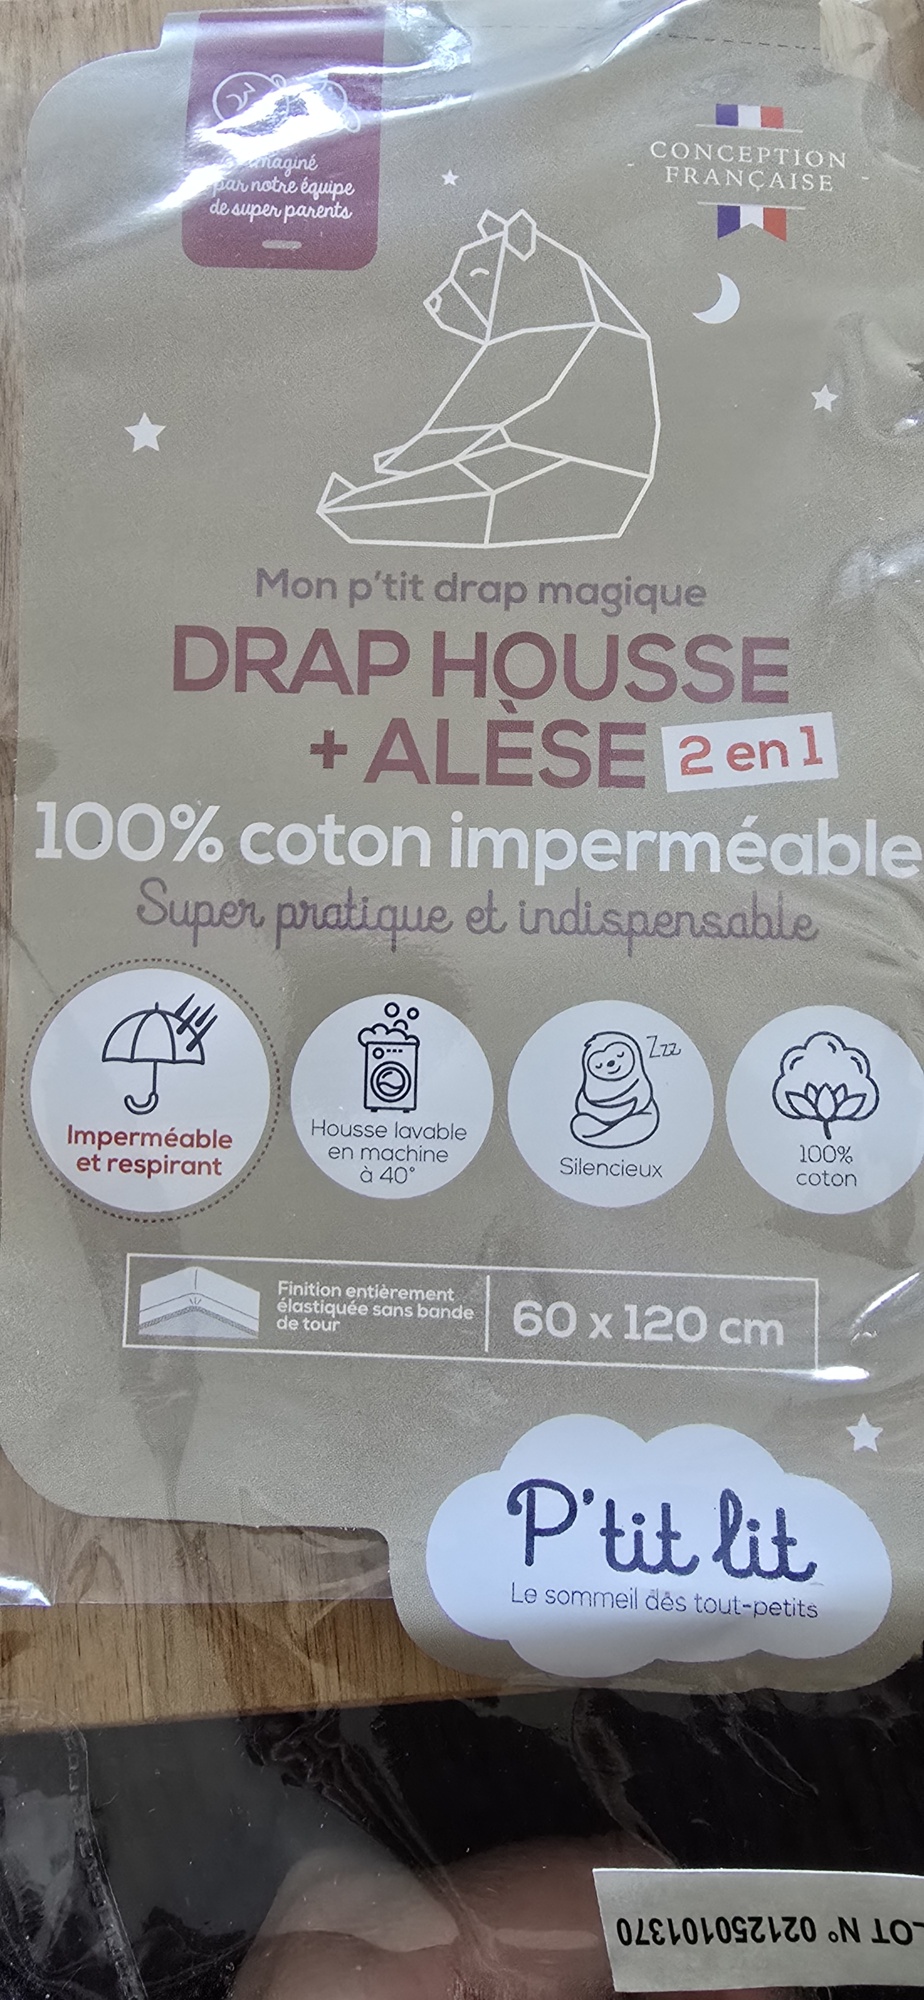 imaginé
par notre équipe
de super parents
CONCEPTION
FRANÇAISE
Mon p'tit drap magique
DRAP HOUSSE
+ ALÈSE 2 en 1
100% coton imperméable
Super pratique et indispensable
Imperméable
et respirant
Housse lavable
en machine
à 40°
Zzz
Silencieux
100%
coton
Finition entièrement
élastiquée sans bande
de tour
60 x 120 cm
P'tit lit
Le sommeil dès tout-petits
LOT N° 021250101370